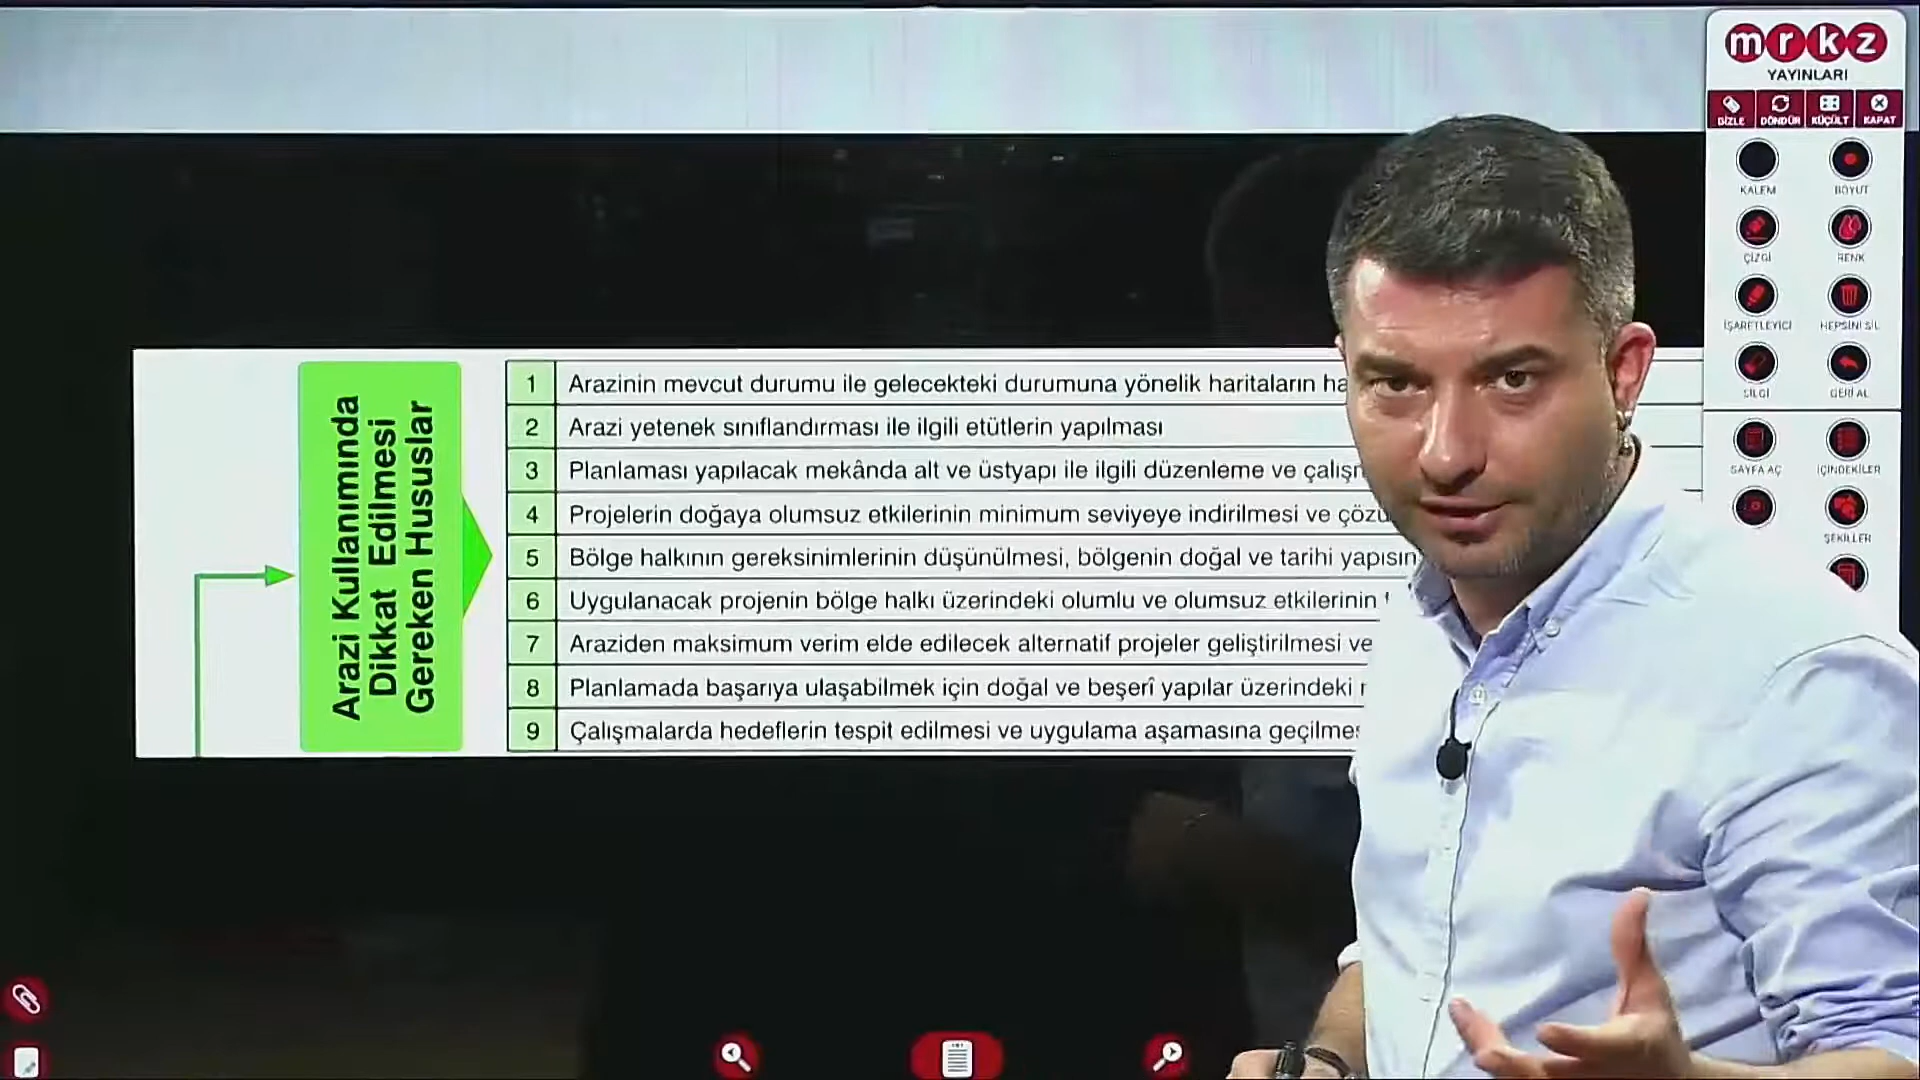 mrkz
YAYINLARI
GİZLE DÖNDÜR KÜÇÜLT KAPAT
KALEM BOYUT
ÇİZGİ RENK
İŞARETLEYİCİ HEPSİNİ SİL
SİLGİ GERİ AL
SAYFA AÇ İÇİNDEKİLER
ŞEKİLLER
Arazi Kullanımında
Dikkat Edilmesi
Gereken Hususlar
1 Arazinin mevcut durumu ile gelecekteki durumuna yönelik haritaların ha
2 Arazi yetenek sınıflandırması ile ilgili etütlerin yapılması
3 Planlaması yapılacak mekânda alt ve üstyapı ile ilgili düzenleme ve
4 Projelerin doğaya olumsuz etkilerinin minimum seviyeye indirilmesi ve
5 Bölge halkının gereksinimlerinin düşünülmesi, bölgenin doğal ve tarihi
6 Uygulanacak projenin bölge halkı üzerindeki olumlu ve olumsuz etkilerinin
7 Araziden maksimum verim elde edilecek alternatif projeler geliştirilmesi ve
8 Planlamada başarıya ulaşabilmek için doğal ve beşerî yapılar üzerindeki
9 Çalışmalarda hedeflerin tespit edilmesi ve uygulama aşamasına